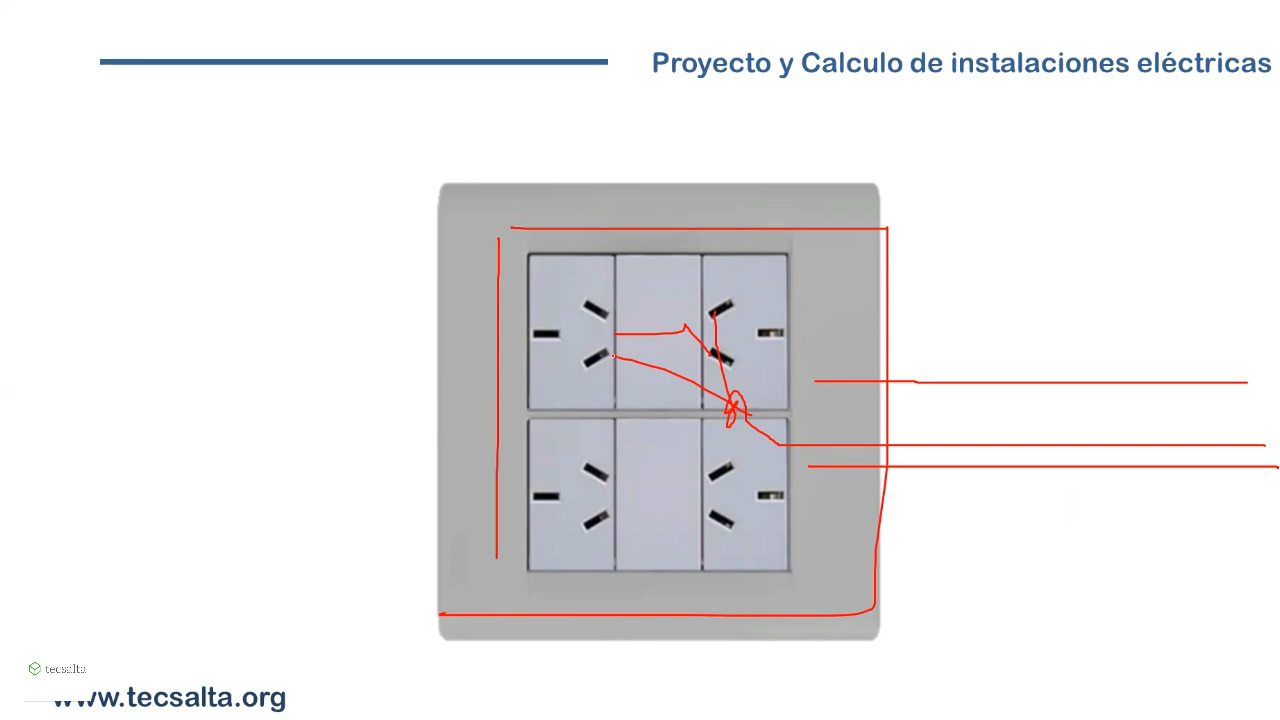 Proyecto y Calculo de instalaciones eléctricas
tecsalta
www.tecsalta.org